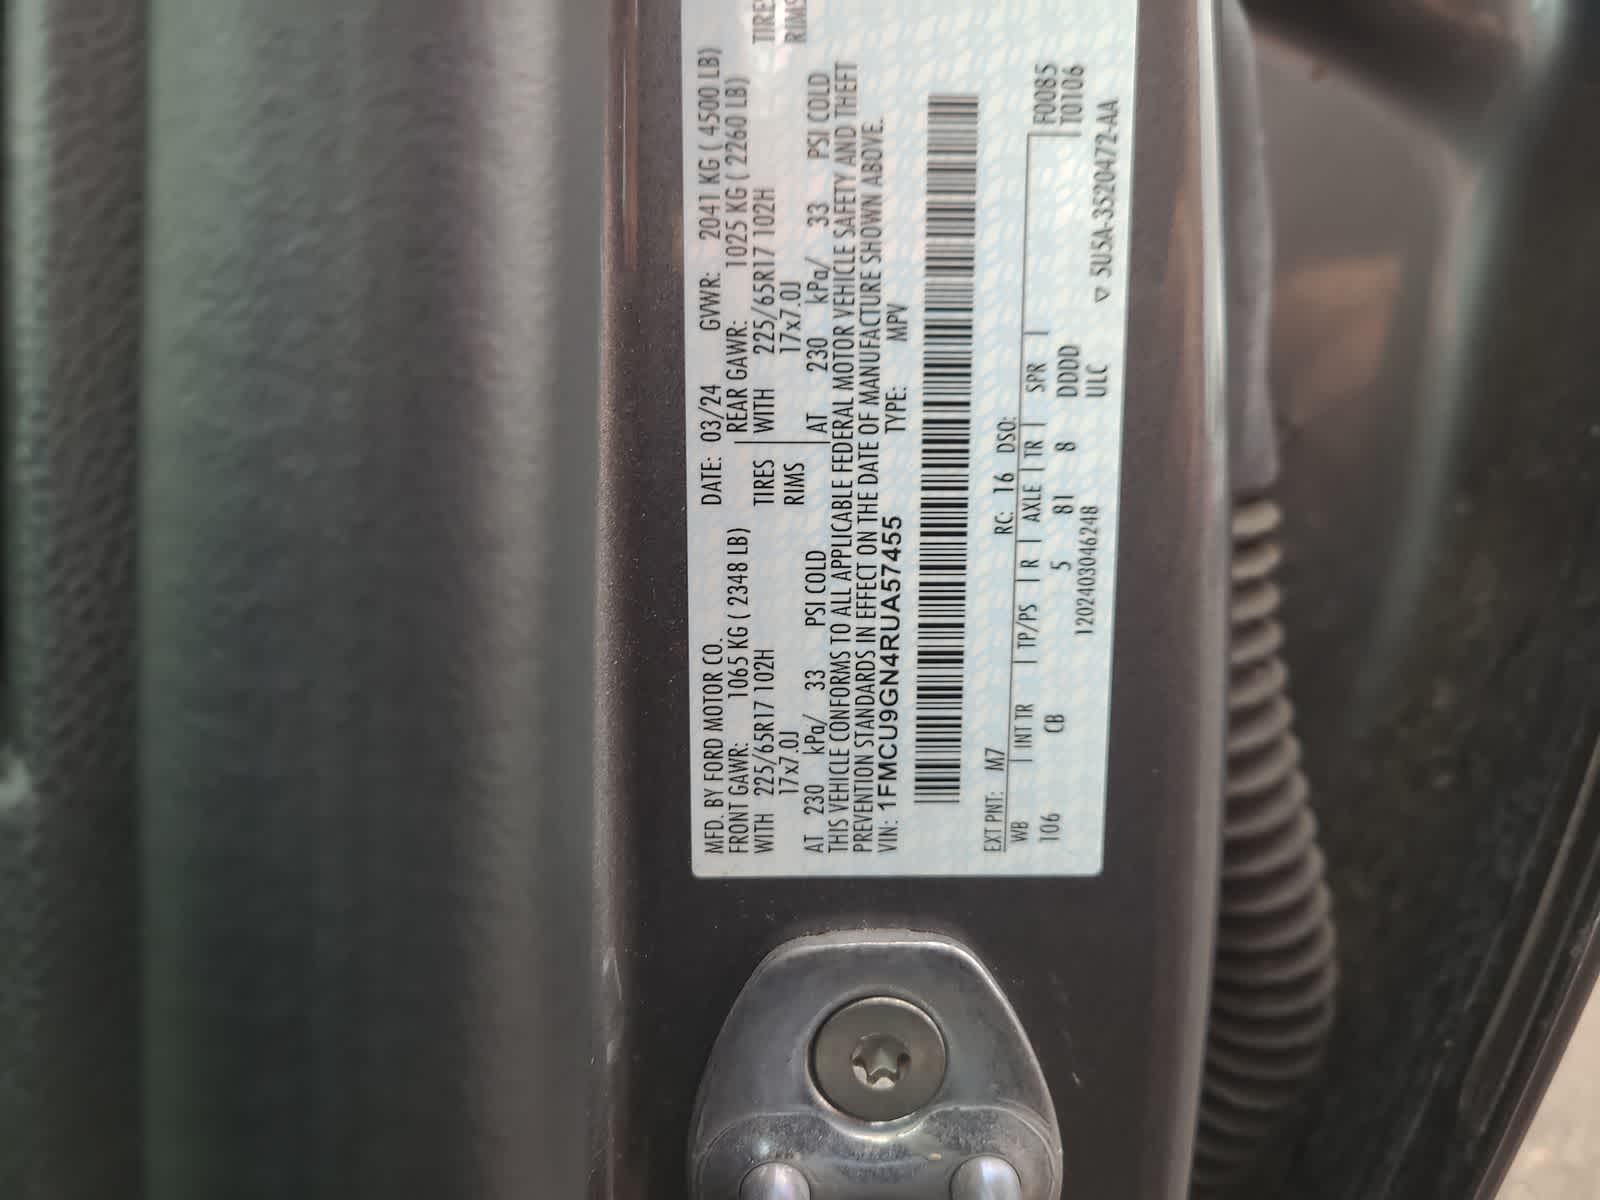 MFD. BY FORD MOTOR CO. DATE: 03/24 GVWR: 2041 KG ( 4500 LB)
FRONT GAWR: 1065 KG ( 2348 LB) REAR GAWR: 1025 KG ( 2260 LB)
WITH 225/65R17 102H TIRES WITH 225/65R17 102H TIRES
17x7.0J RIMS 17x7.0J RIMS
AT 230 kPa/ 33 PSI COLD AT 230 kPa/ 33 PSI COLD
THIS VEHICLE CONFORMS TO ALL APPLICABLE FEDERAL MOTOR VEHICLE SAFETY AND THEFT
PREVENTION STANDARDS IN EFFECT ON THE DATE OF MANUFACTURE SHOWN ABOVE.
VIN: 1FMCU9GN4RUA57455 TYPE: MPV
EXT PNT: M7 RC: 16 DSO: F0085
WB INT TR TP/PS R AXLE TR SPR T0106
106 CB 5 81 8 DDDD
1202403046248 ULC
▽ 5U5A-3520472-AA